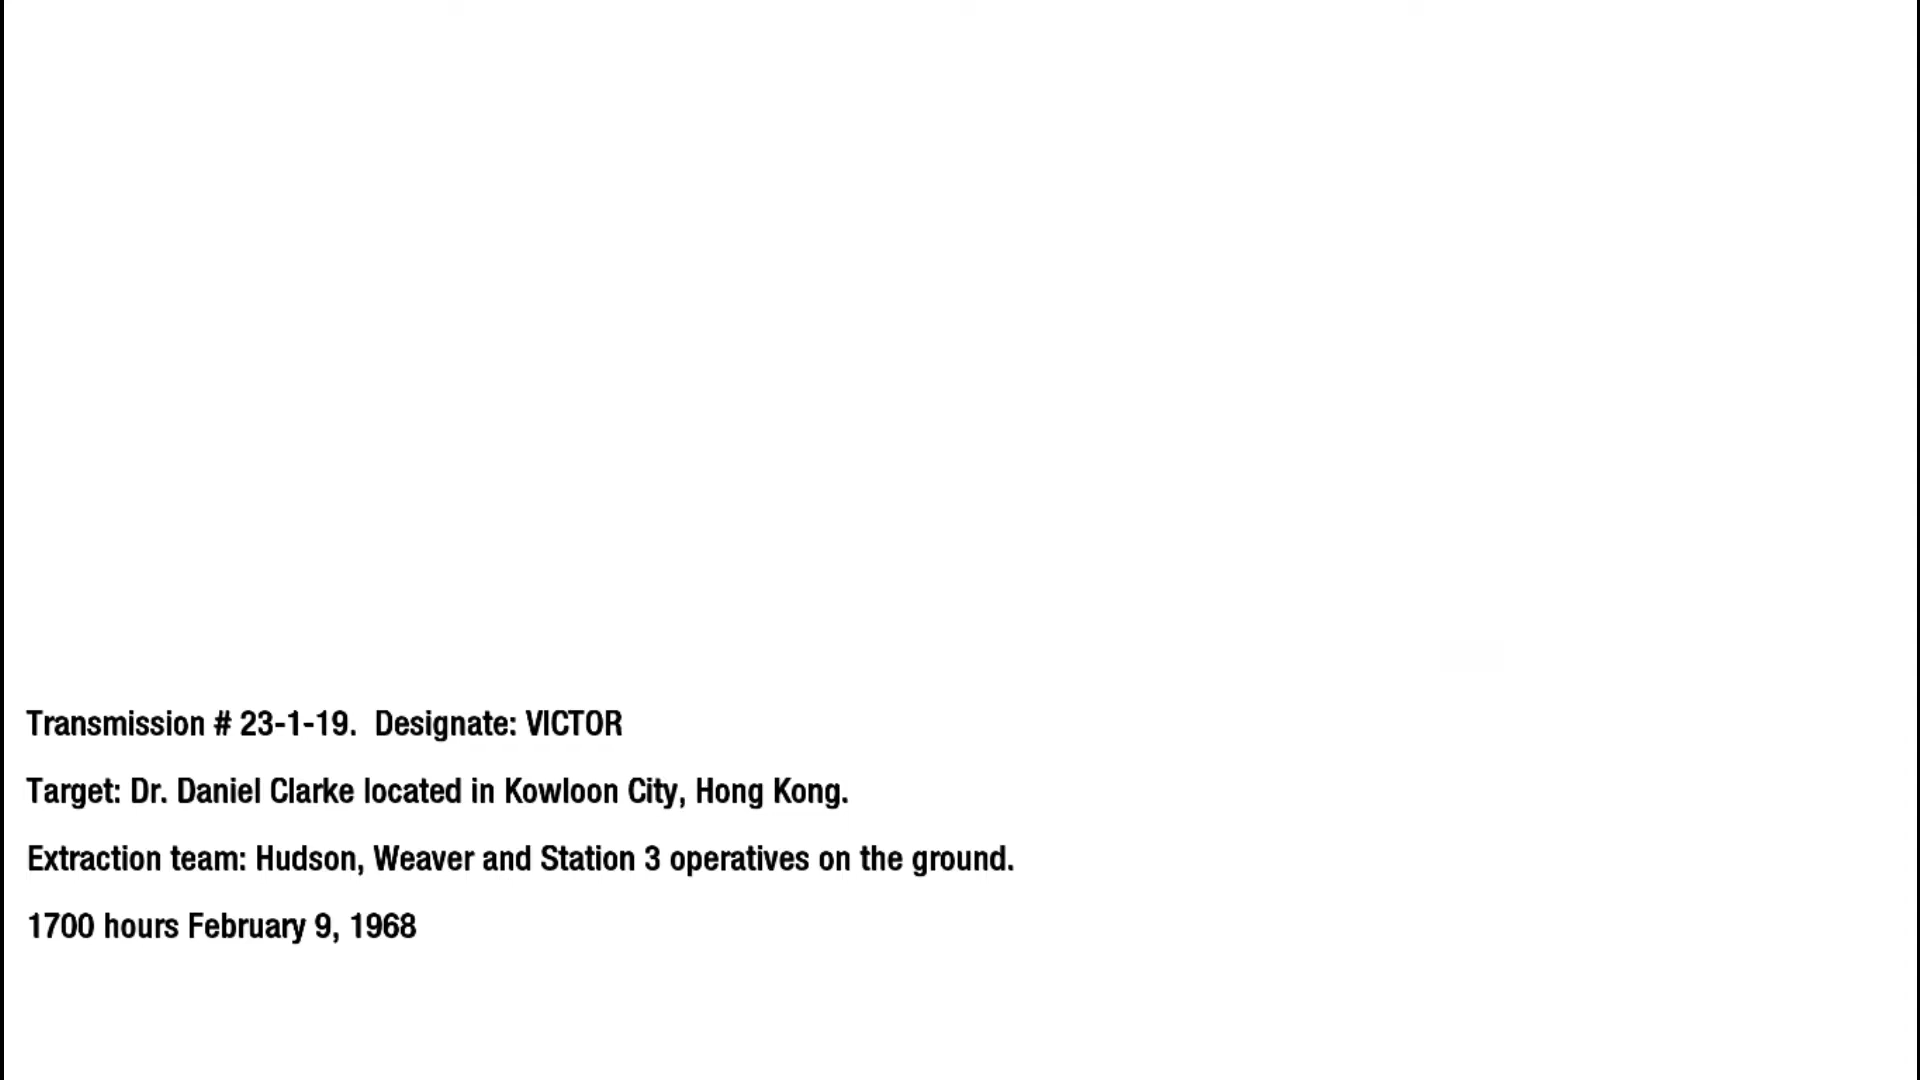 Transmission # 23-1-19.  Designate: VICTOR
Target: Dr. Daniel Clarke located in Kowloon City, Hong Kong.
Extraction team: Hudson, Weaver and Station 3 operatives on the ground.
1700 hours February 9, 1968